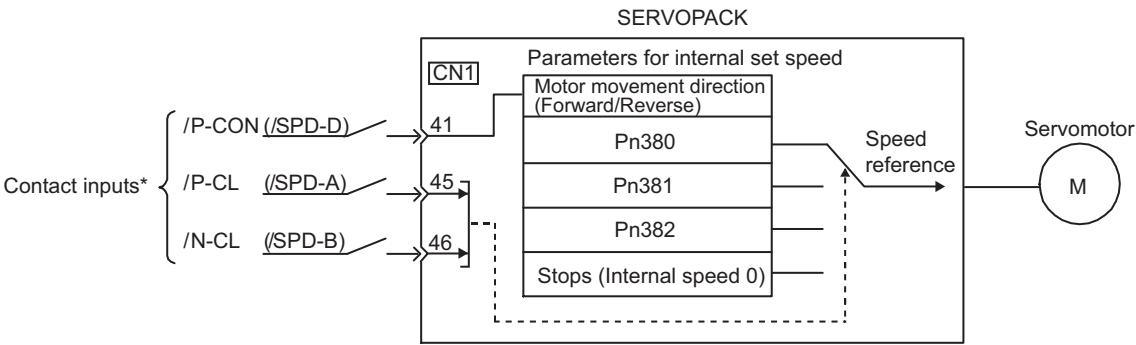 SERVOPACK
Parameters for internal set speed
CN1
Motor movement direction
(Forward/Reverse)
/P-CON (/SPD-D)
41
Pn380
Speed
reference
Servomotor
Contact inputs*
/P-CL (/SPD-A)
45
Pn381
M
/N-CL (/SPD-B)
46
Pn382
Stops (Internal speed 0)